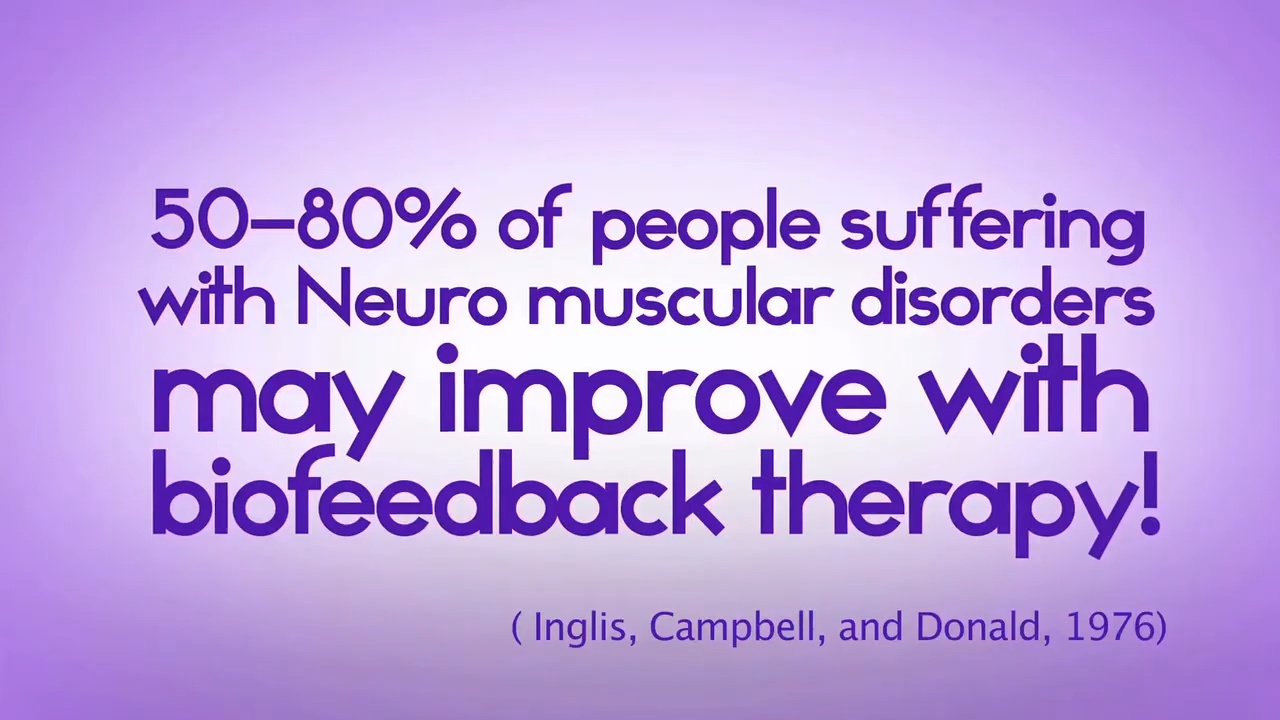 50–80% of people suffering
with Neuro muscular disorders
may improve with
biofeedback therapy!
( Inglis, Campbell, and Donald, 1976)